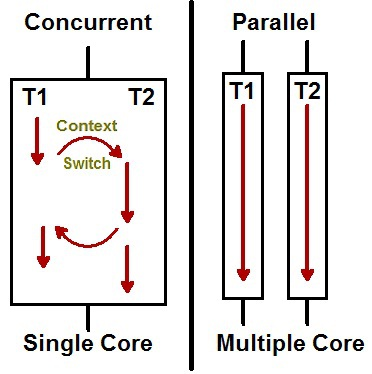 Concurrent
T1 T2
Context
Switch
Single Core
Parallel
T1 T2
Multiple Core